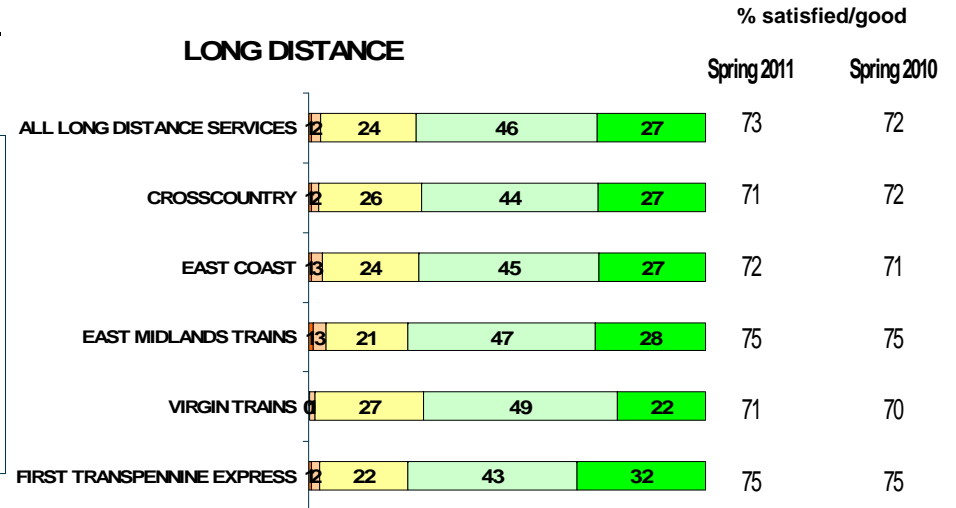 % satisfied/good
LONG DISTANCE
Spring 2011 Spring 2010
ALL LONG DISTANCE SERVICES 1 2 24 46 27 73 72
CROSSCOUNTRY 1 2 26 44 27 71 72
EAST COAST 1 3 24 45 27 72 71
EAST MIDLANDS TRAINS 1 3 21 47 28 75 75
VIRGIN TRAINS 0 1 27 49 22 71 70
FIRST TRANSPENNINE EXPRESS 1 2 22 43 32 75 75